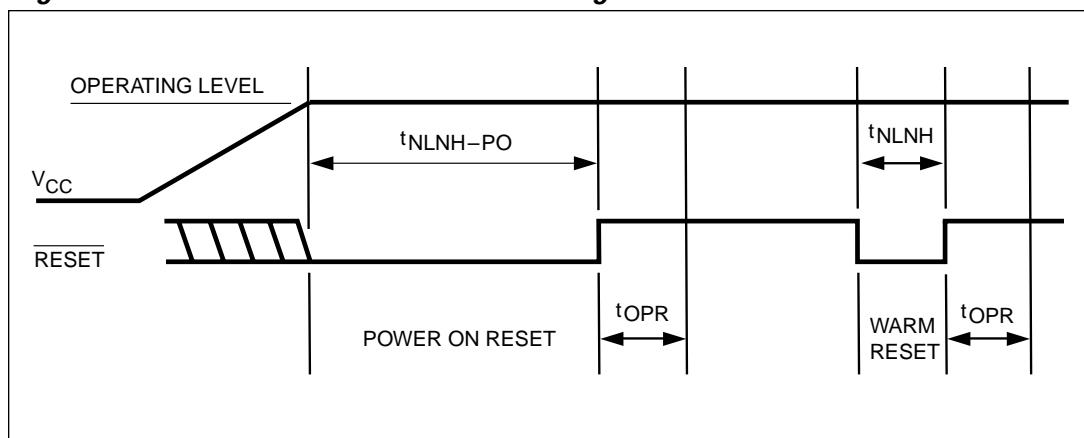 OPERATING LEVEL
tNLNH–PO
tNLNH
VCC
RESET
tOPR
POWER ON RESET
WARM
RESET
tOPR